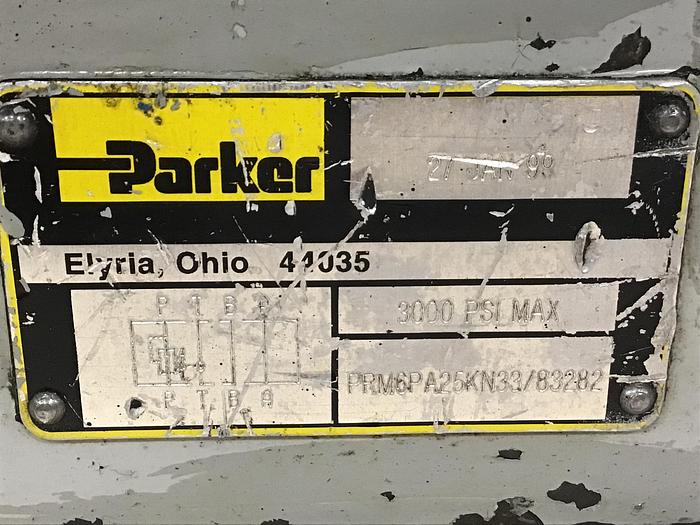 Parker
27 JAN 99
Elyria, Ohio 44035
P T B A
3000 PSI MAX
PRM6PA25KN33/83282
P T B A